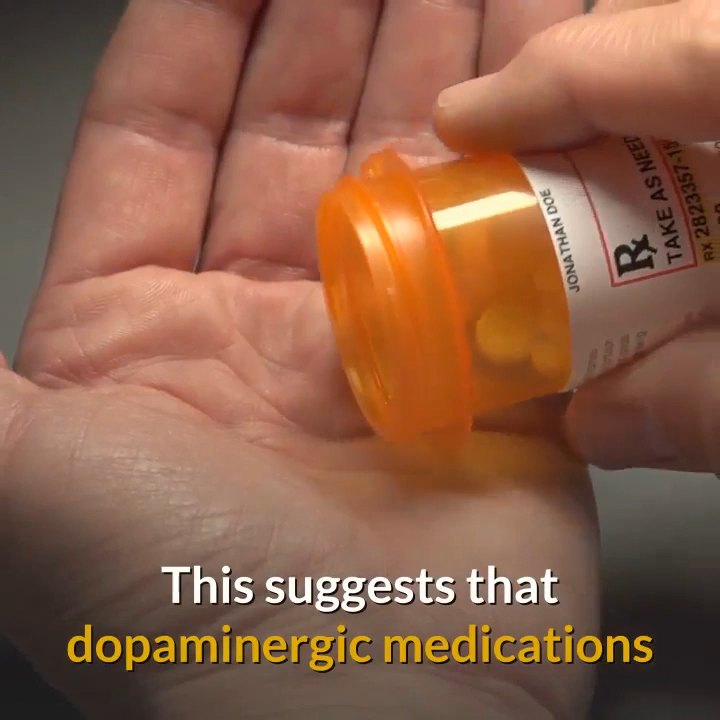 JONATHAN DOE
Rx
TAKE AS NEED
RX 2823357-1
This suggests that
dopaminergic medications